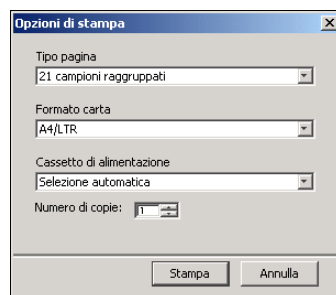 Opzioni di stampa
Tipo pagina
21 campioni raggruppati
Formato carta
A4/LTR
Cassetto di alimentazione
Selezione automatica
Numero di copie: 1
Stampa Annulla